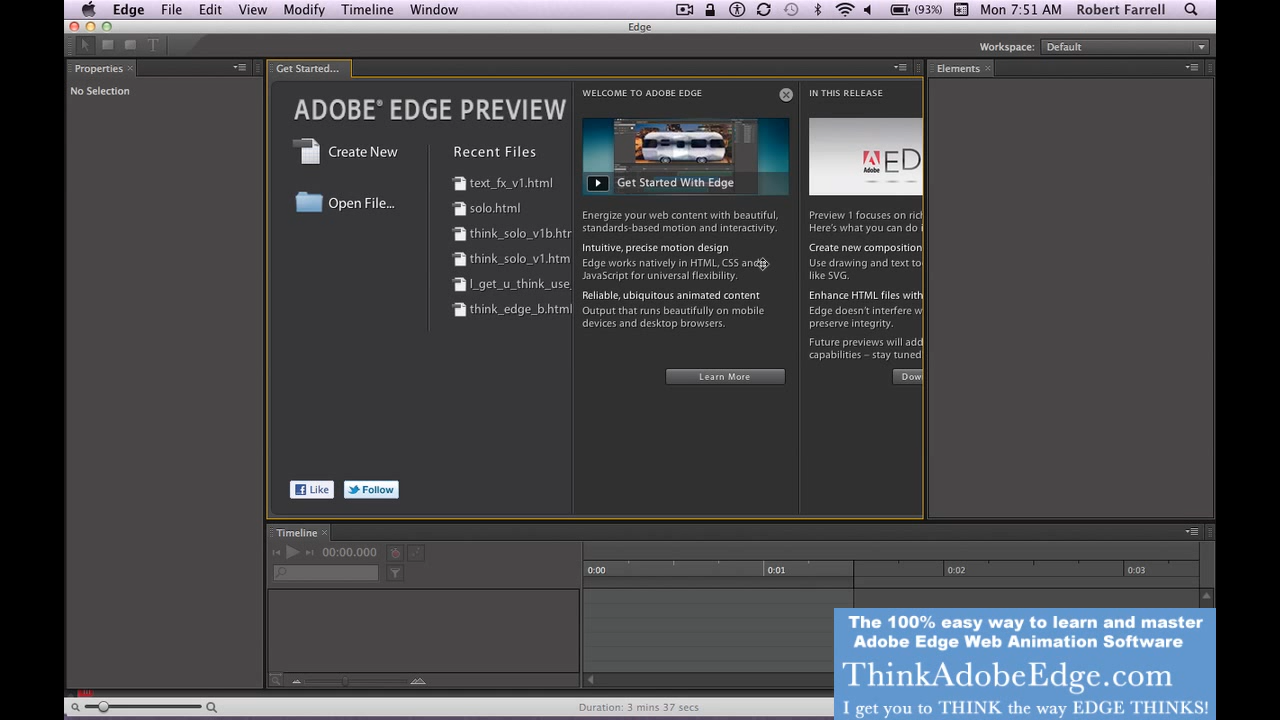 Edge File Edit View Modify Timeline Window (93%) Mon 7:51 AM Robert Farrell
Edge
Workspace: Default
Properties
Get Started...
Elements
No Selection
ADOBE® EDGE PREVIEW
Create New
Open File...
Recent Files
text_fx_v1.html
solo.html
think_solo_v1b.htm
think_solo_v1.htm
I_get_u_think_use_
think_edge_b.html
Like
Follow
WELCOME TO ADOBE EDGE
Get Started With Edge
Energize your web content with beautiful,
standards-based motion and interactivity.
Intuitive, precise motion design
Edge works natively in HTML, CSS and
JavaScript for universal flexibility.
Reliable, ubiquitous animated content
Output that runs beautifully on mobile
devices and desktop browsers.
Learn More
IN THIS RELEASE
Adobe
ED
Preview 1 focuses on ric
Here's what you can do i
Create new composition
Use drawing and text to
like SVG.
Enhance HTML files with
Edge doesn't interfere w
preserve integrity.
Future previews will add
capabilities – stay tuned
Dow
Timeline
00:00.000
0:00 0:01 0:02 0:03
Duration: 3 mins 37 secs
The 100% easy way to learn and master
Adobe Edge Web Animation Software
ThinkAdobeEdge.com
I get you to THINK the way EDGE THINKS!